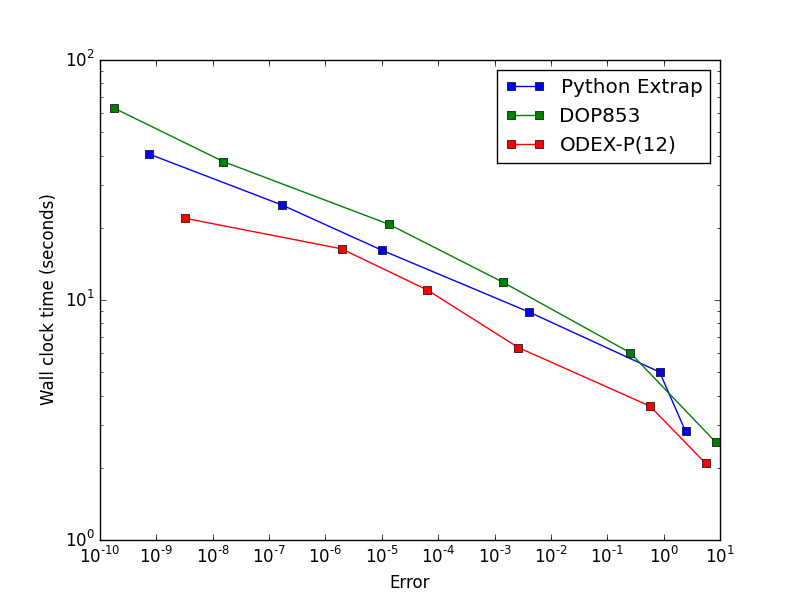 10²
Python Extrap
DOP853
ODEX-P(12)
Wall clock time (seconds)
10¹
10⁰
10⁻¹⁰ 10⁻⁹ 10⁻⁸ 10⁻⁷ 10⁻⁶ 10⁻⁵ 10⁻⁴ 10⁻³ 10⁻² 10⁻¹ 10⁰ 10¹
Error